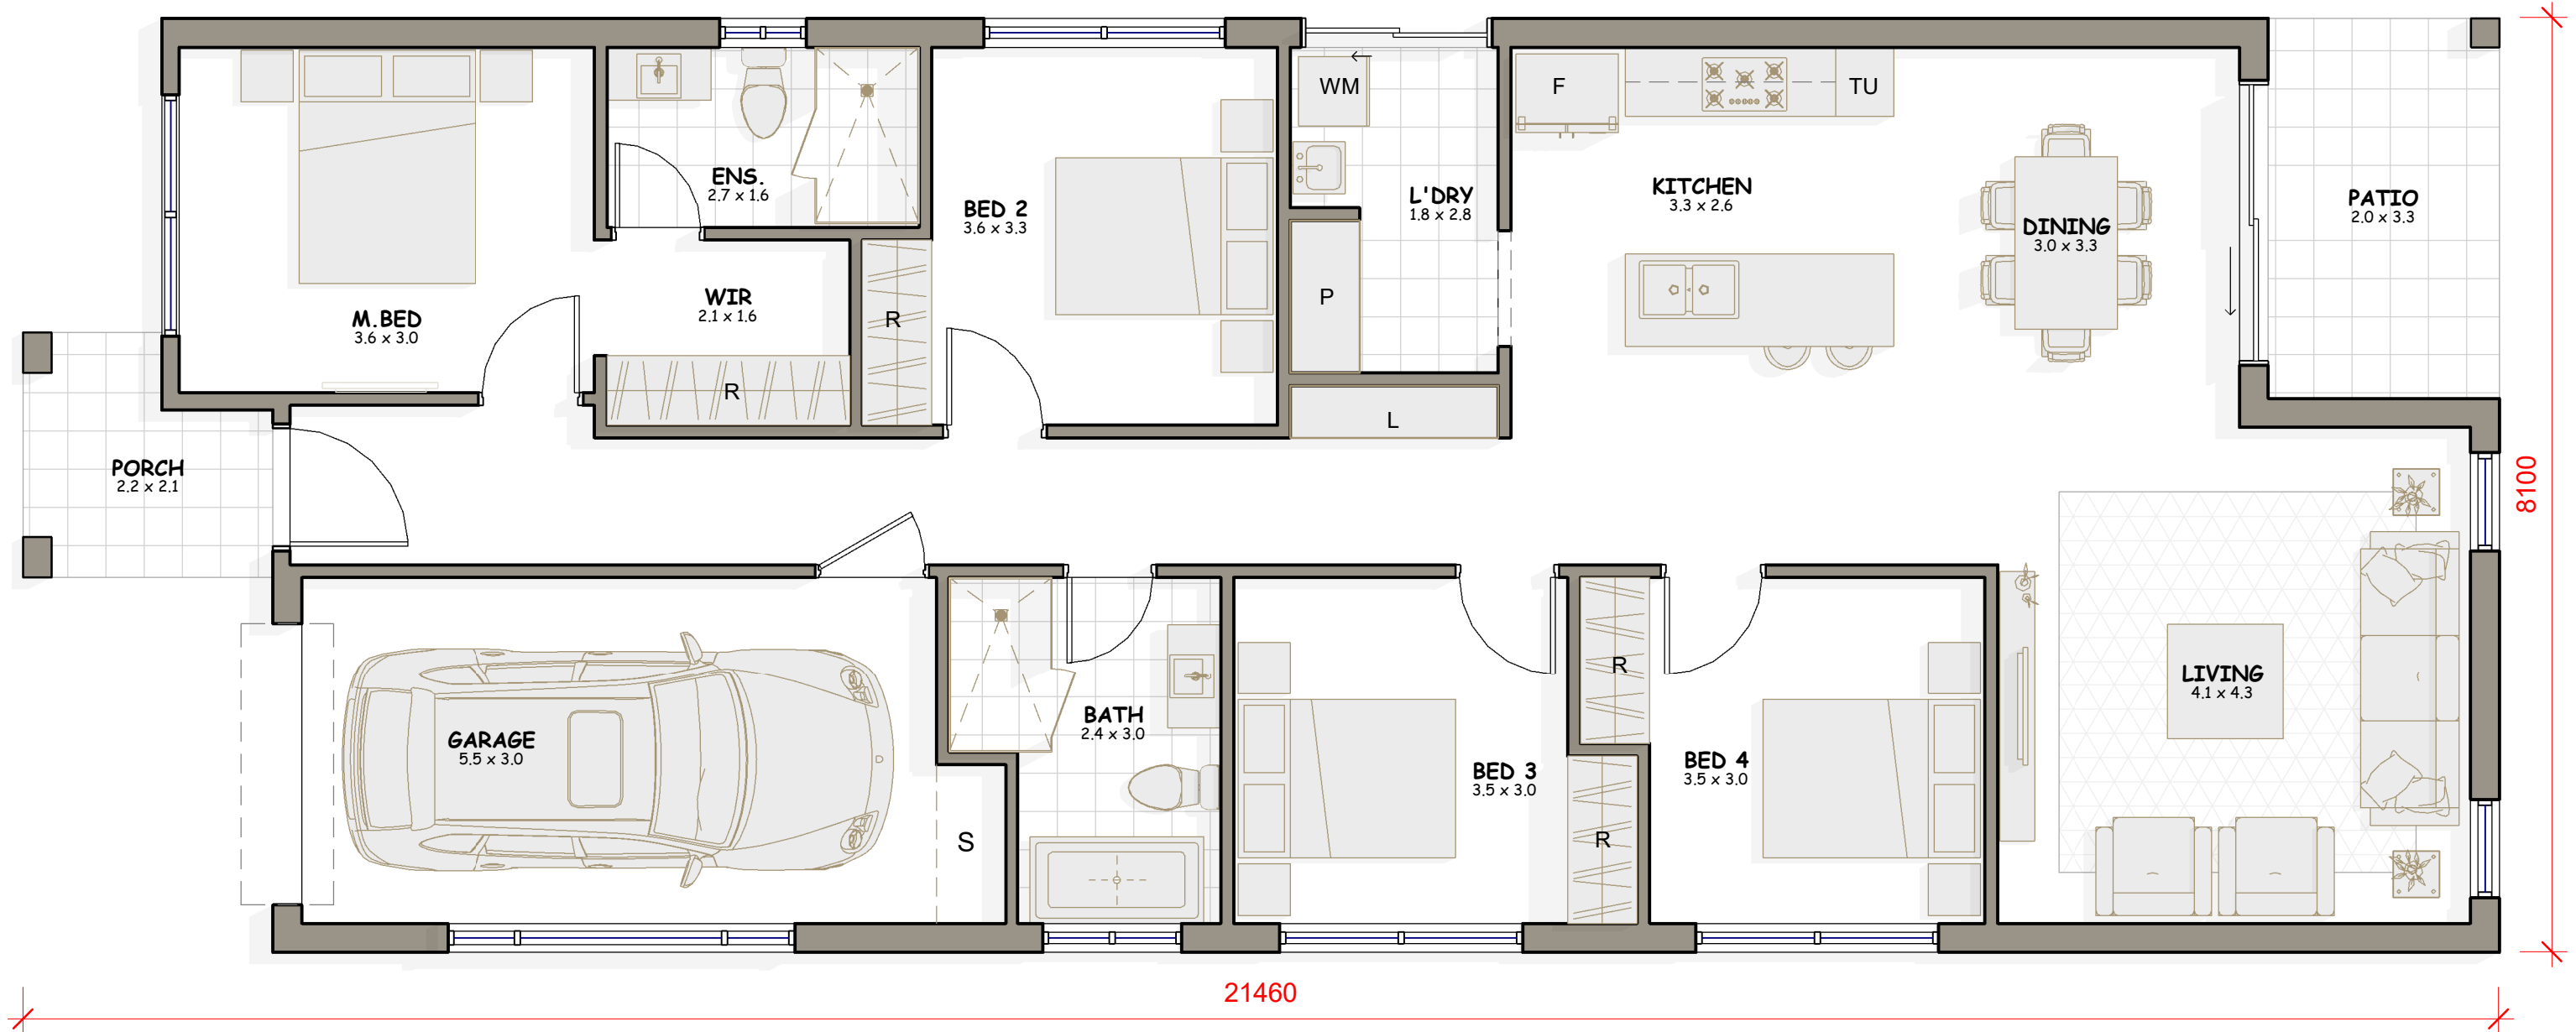 WM
F
TU
ENS.
2.7 x 1.6
BED 2
3.6 x 3.3
L'DRY
1.8 x 2.8
KITCHEN
3.3 x 2.6
DINING
3.0 x 3.3
PATIO
2.0 x 3.3
M.BED
3.6 x 3.0
WIR
2.1 x 1.6
R
P
R
L
PORCH
2.2 x 2.1
8100
GARAGE
5.5 x 3.0
S
BATH
2.4 x 3.0
BED 3
3.5 x 3.0
R
R
BED 4
3.5 x 3.0
LIVING
4.1 x 4.3
21460